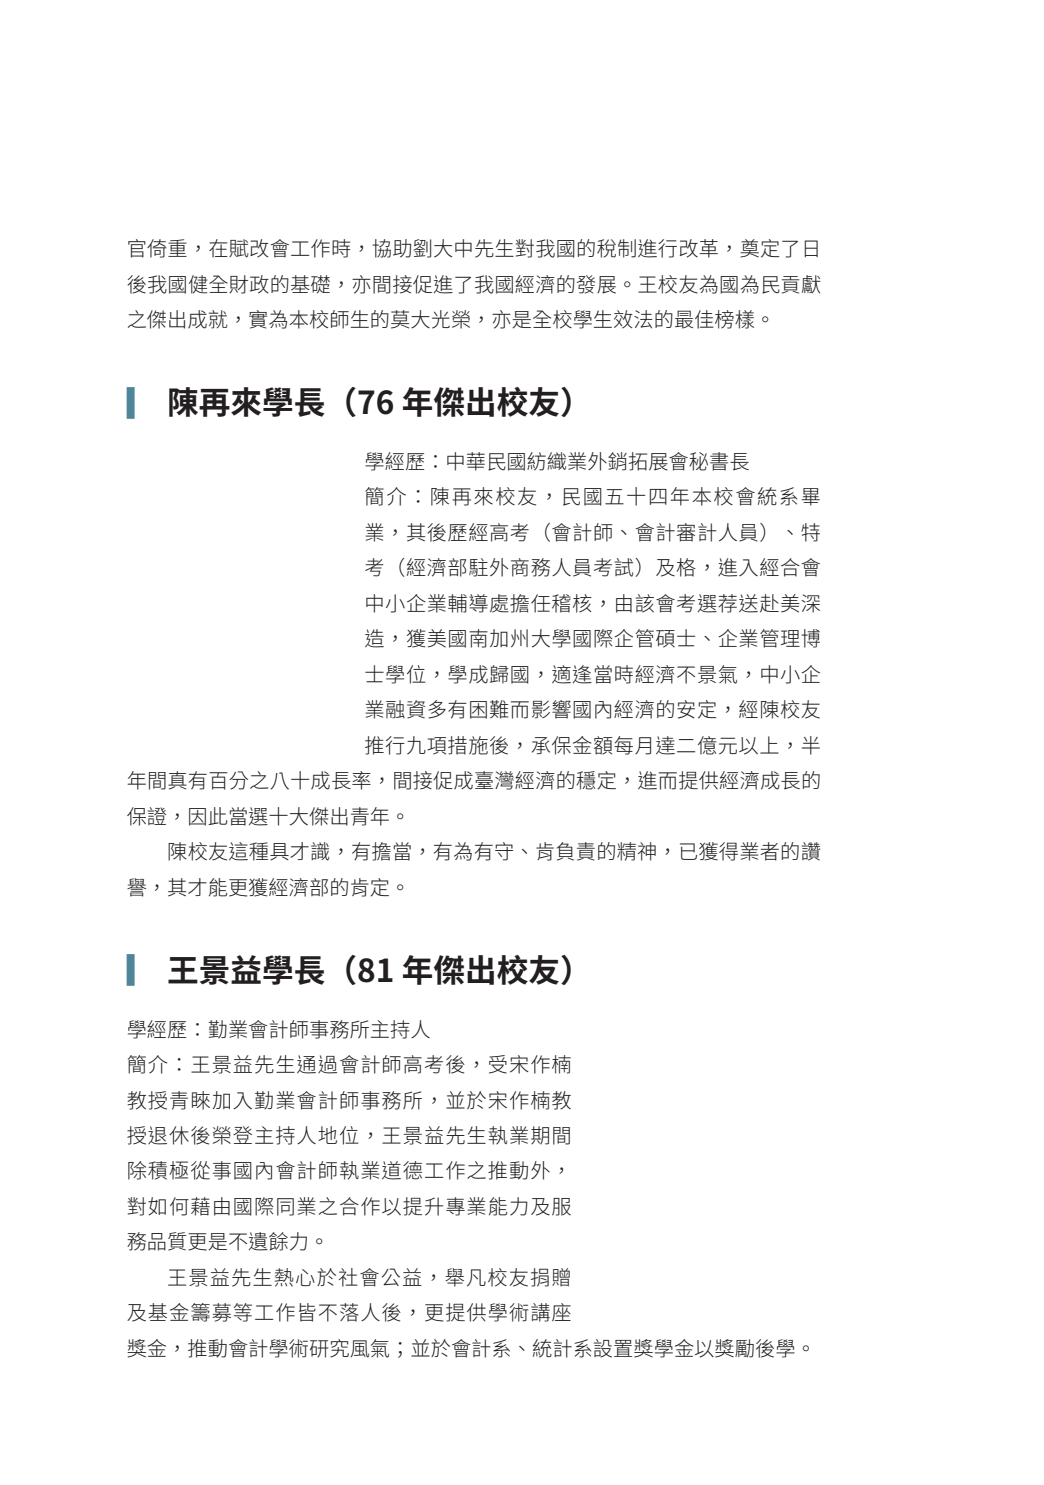 官倚重，在賦改會工作時，協助劉大中先生對我國的稅制進行改革，奠定了日
後我國健全財政的基礎，亦間接促進了我國經濟的發展。王校友為國為民貢獻
之傑出成就，實為本校師生的莫大光榮，亦是全校學生效法的最佳榜樣。
陳再來學長（76 年傑出校友）
學經歷：中華民國紡織業外銷拓展會秘書長
簡介：陳再來校友，民國五十四年本校會統系畢
業，其後歷經高考（會計師、會計審計人員）、特
考（經濟部駐外商務人員考試）及格，進入經合會
中小企業輔導處擔任稽核，由該會考選荐送赴美深
造，獲美國南加州大學國際企管碩士、企業管理博
士學位，學成歸國，適逢當時經濟不景氣，中小企
業融資多有困難而影響國內經濟的安定，經陳校友
推行九項措施後，承保金額每月達二億元以上，半
年間真有百分之八十成長率，間接促成臺灣經濟的穩定，進而提供經濟成長的
保證，因此當選十大傑出青年。
陳校友這種具才識，有擔當，有為有守、肯負責的精神，已獲得業者的讚
譽，其才能更獲經濟部的肯定。
王景益學長（81 年傑出校友）
學經歷：勤業會計師事務所主持人
簡介：王景益先生通過會計師高考後，受宋作楠
教授青睞加入勤業會計師事務所，並於宋作楠教
授退休後榮登主持人地位，王景益先生執業期間
除積極從事國內會計師執業道德工作之推動外，
對如何藉由國際同業之合作以提升專業能力及服
務品質更是不遺餘力。
王景益先生熱心於社會公益，舉凡校友捐贈
及基金籌募等工作皆不落人後，更提供學術講座
獎金，推動會計學術研究風氣；並於會計系、統計系設置獎學金以獎勵後學。